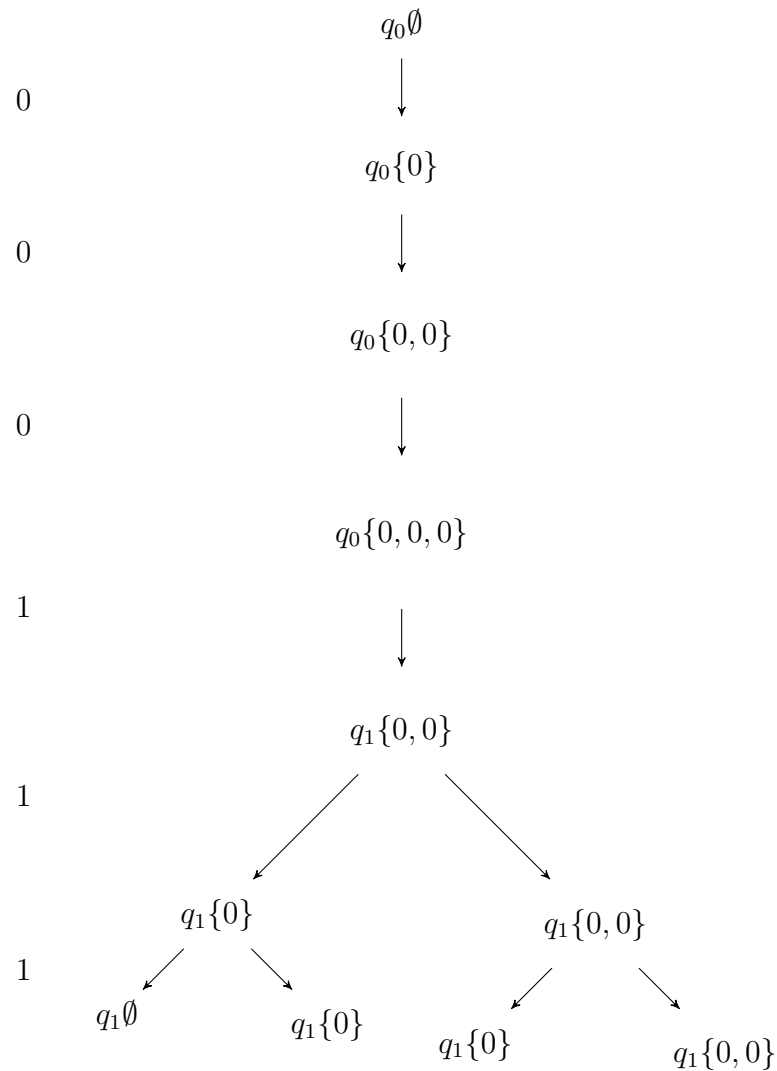 q₀∅
0
q₀{0}
0
q₀{0, 0}
0
q₀{0, 0, 0}
1
q₁{0, 0}
1
q₁{0} q₁{0, 0}
1
q₁∅ q₁{0} q₁{0} q₁{0, 0}